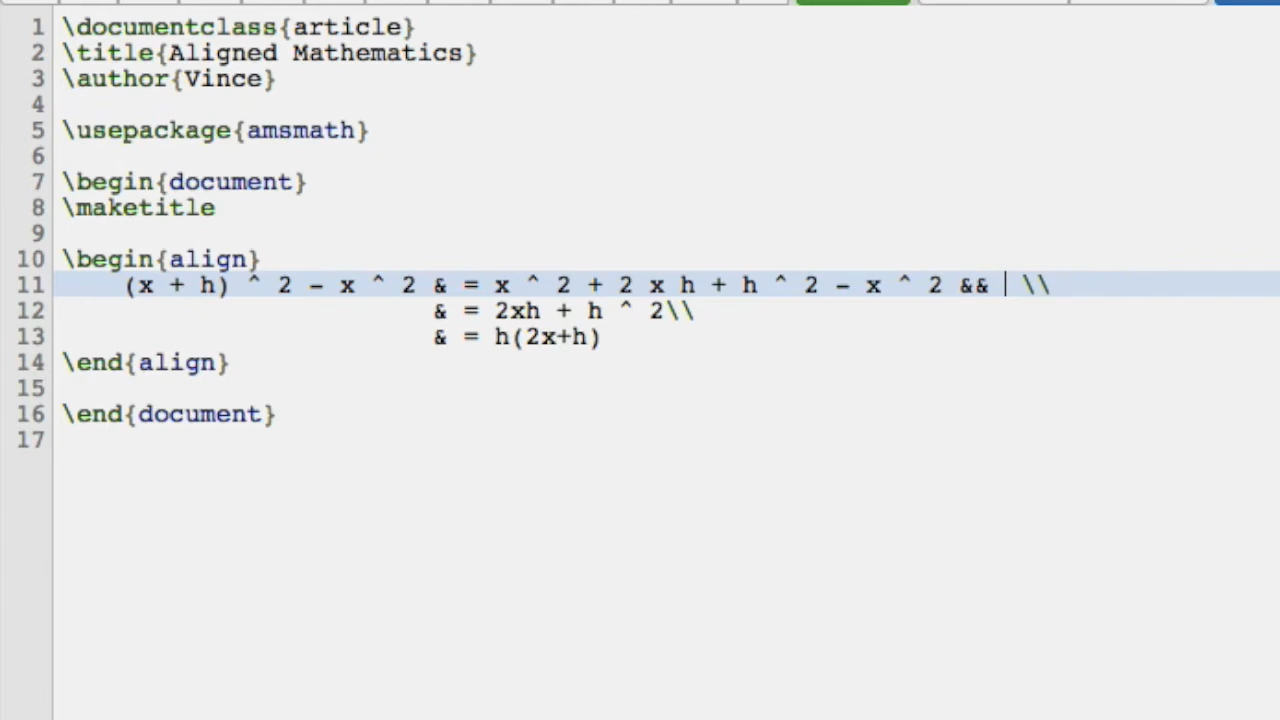 1 \documentclass{article}
2 \title{Aligned Mathematics}
3 \author{Vince}
4
5 \usepackage{amsmath}
6
7 \begin{document}
8 \maketitle
9
10 \begin{align}
11 (x + h) ^ 2 - x ^ 2 & = x ^ 2 + 2 x h + h ^ 2 - x ^ 2 && \\
12 & = 2xh + h ^ 2\\
13 & = h(2x+h)
14 \end{align}
15
16 \end{document}
17